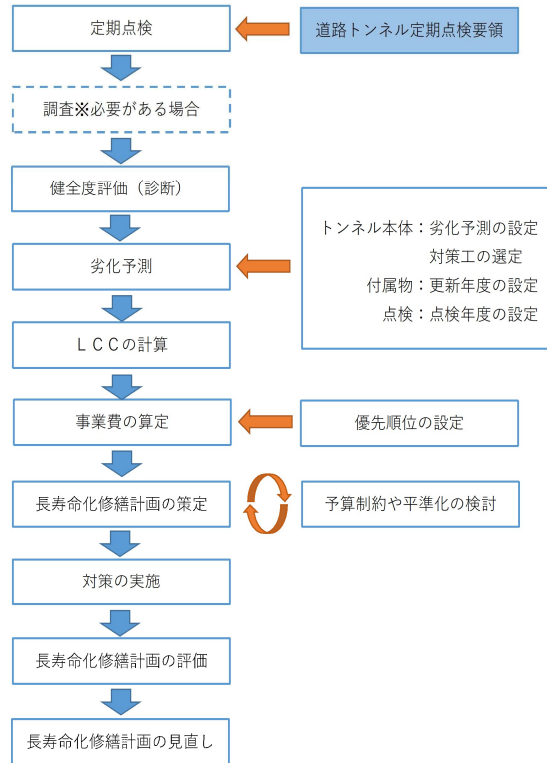 定期点検
道路トンネル定期点検要領
調査※必要がある場合
健全度評価（診断）
劣化予測
トンネル本体：劣化予測の設定
対策工の選定
付属物：更新年度の設定
点検：点検年度の設定
ＬＣＣの計算
事業費の算定
優先順位の設定
長寿命化修繕計画の策定
予算制約や平準化の検討
対策の実施
長寿命化修繕計画の評価
長寿命化修繕計画の見直し